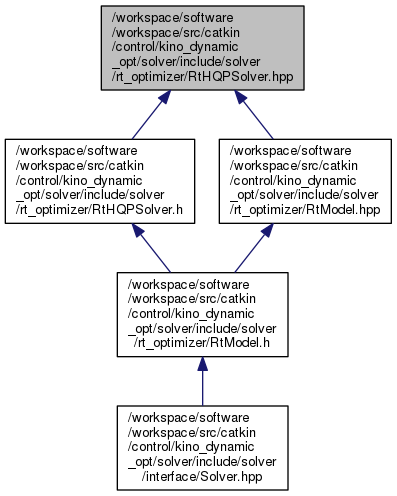 /workspace/software
/workspace/src/catkin
/control/kino_dynamic
_opt/solver/include/solver
/rt_optimizer/RtHQPSolver.hpp
/workspace/software
/workspace/src/catkin
/control/kino_dynamic
_opt/solver/include/solver
/rt_optimizer/RtHQPSolver.h
/workspace/software
/workspace/src/catkin
/control/kino_dynamic
_opt/solver/include/solver
/rt_optimizer/RtModel.hpp
/workspace/software
/workspace/src/catkin
/control/kino_dynamic
_opt/solver/include/solver
/rt_optimizer/RtModel.h
/workspace/software
/workspace/src/catkin
/control/kino_dynamic
_opt/solver/include/solver
/interface/Solver.hpp